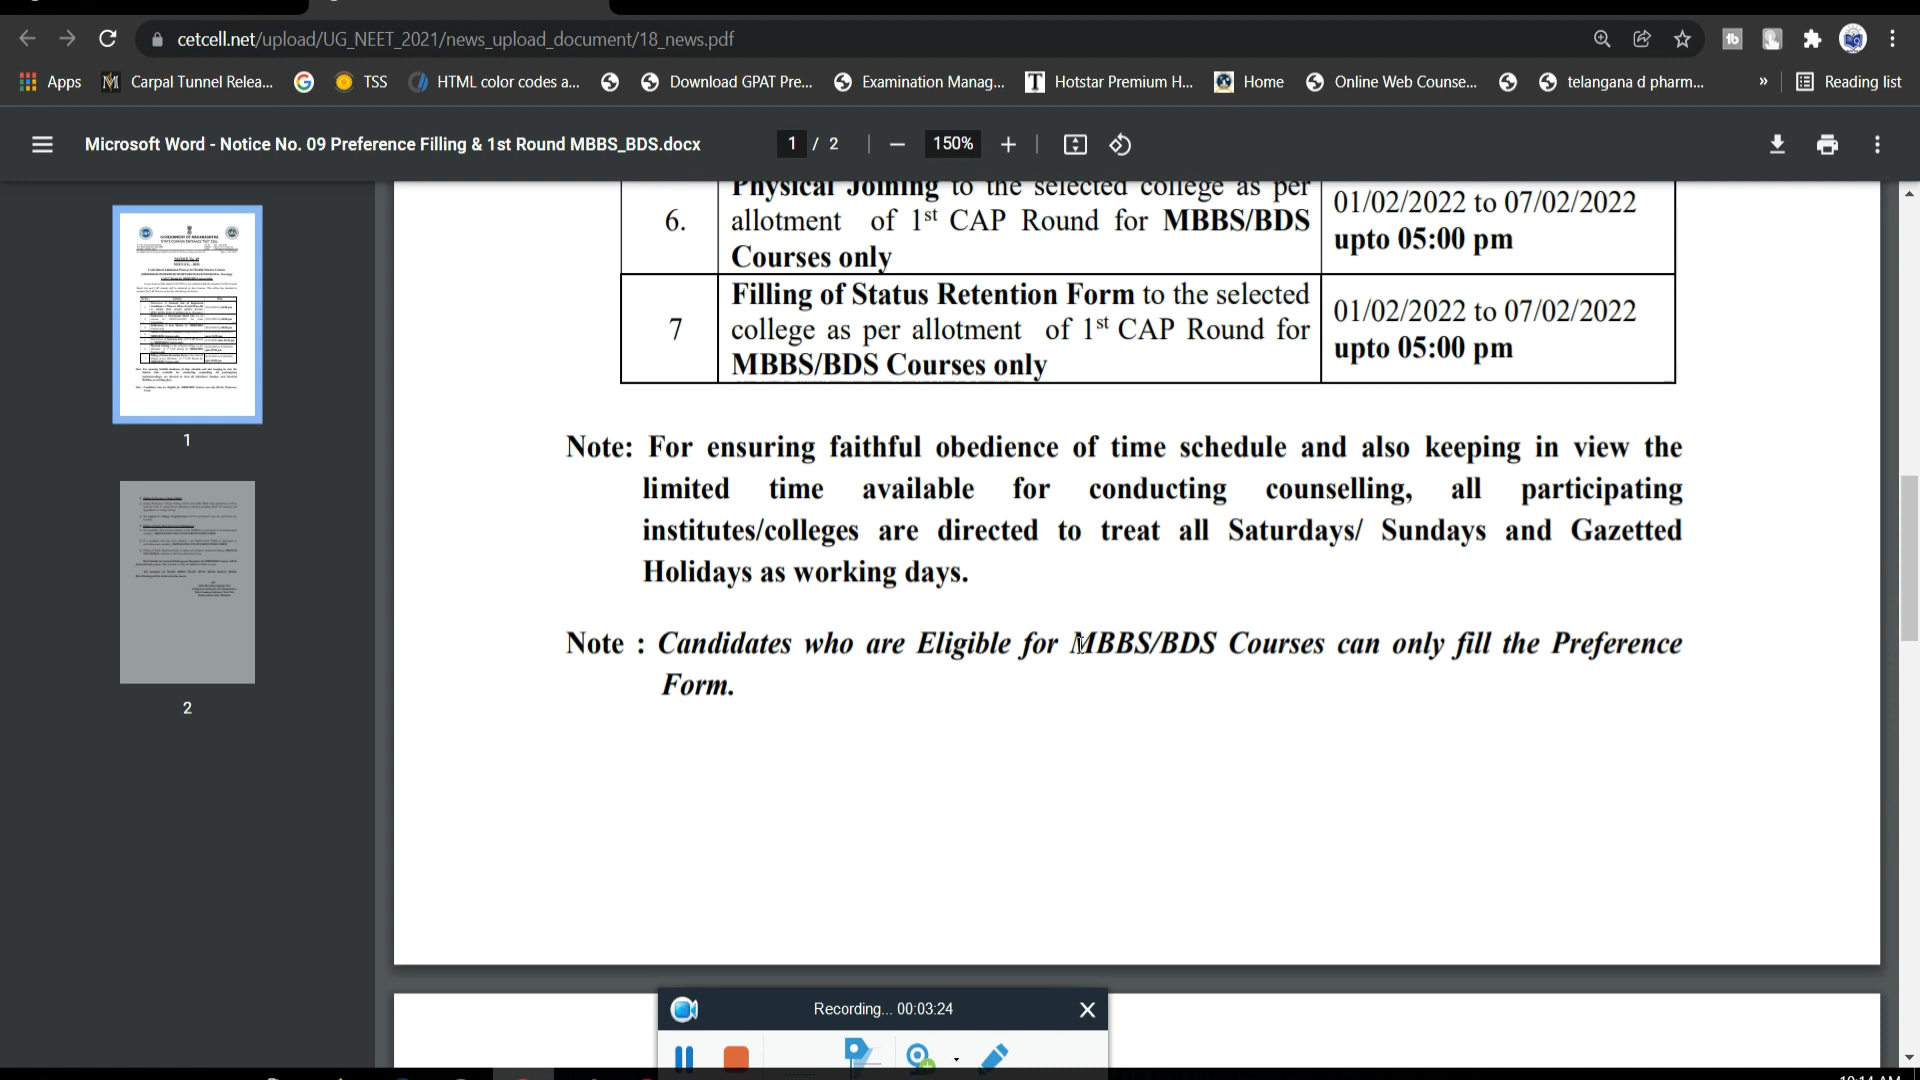 cetcell.net/upload/UG_NEET_2021/news_upload_document/18_news.pdf
Apps Carpal Tunnel Relea... TSS HTML color codes a... Download GPAT Pre... Examination Manag... Hotstar Premium H... Home Online Web Counse... telangana d pharm... » Reading list
Microsoft Word - Notice No. 09 Preference Filling & 1st Round MBBS_BDS.docx 1 / 2 150%
Physical Joining to the selected college as per
6. allotment of 1st CAP Round for MBBS/BDS
Courses only
01/02/2022 to 07/02/2022
upto 05:00 pm
Filling of Status Retention Form to the selected
7 college as per allotment of 1st CAP Round for
MBBS/BDS Courses only
01/02/2022 to 07/02/2022
upto 05:00 pm
Note: For ensuring faithful obedience of time schedule and also keeping in view the
limited time available for conducting counselling, all participating
institutes/colleges are directed to treat all Saturdays/ Sundays and Gazetted
Holidays as working days.
Note : Candidates who are Eligible for MBBS/BDS Courses can only fill the Preference
Form.
1
2
Recording... 00:03:24